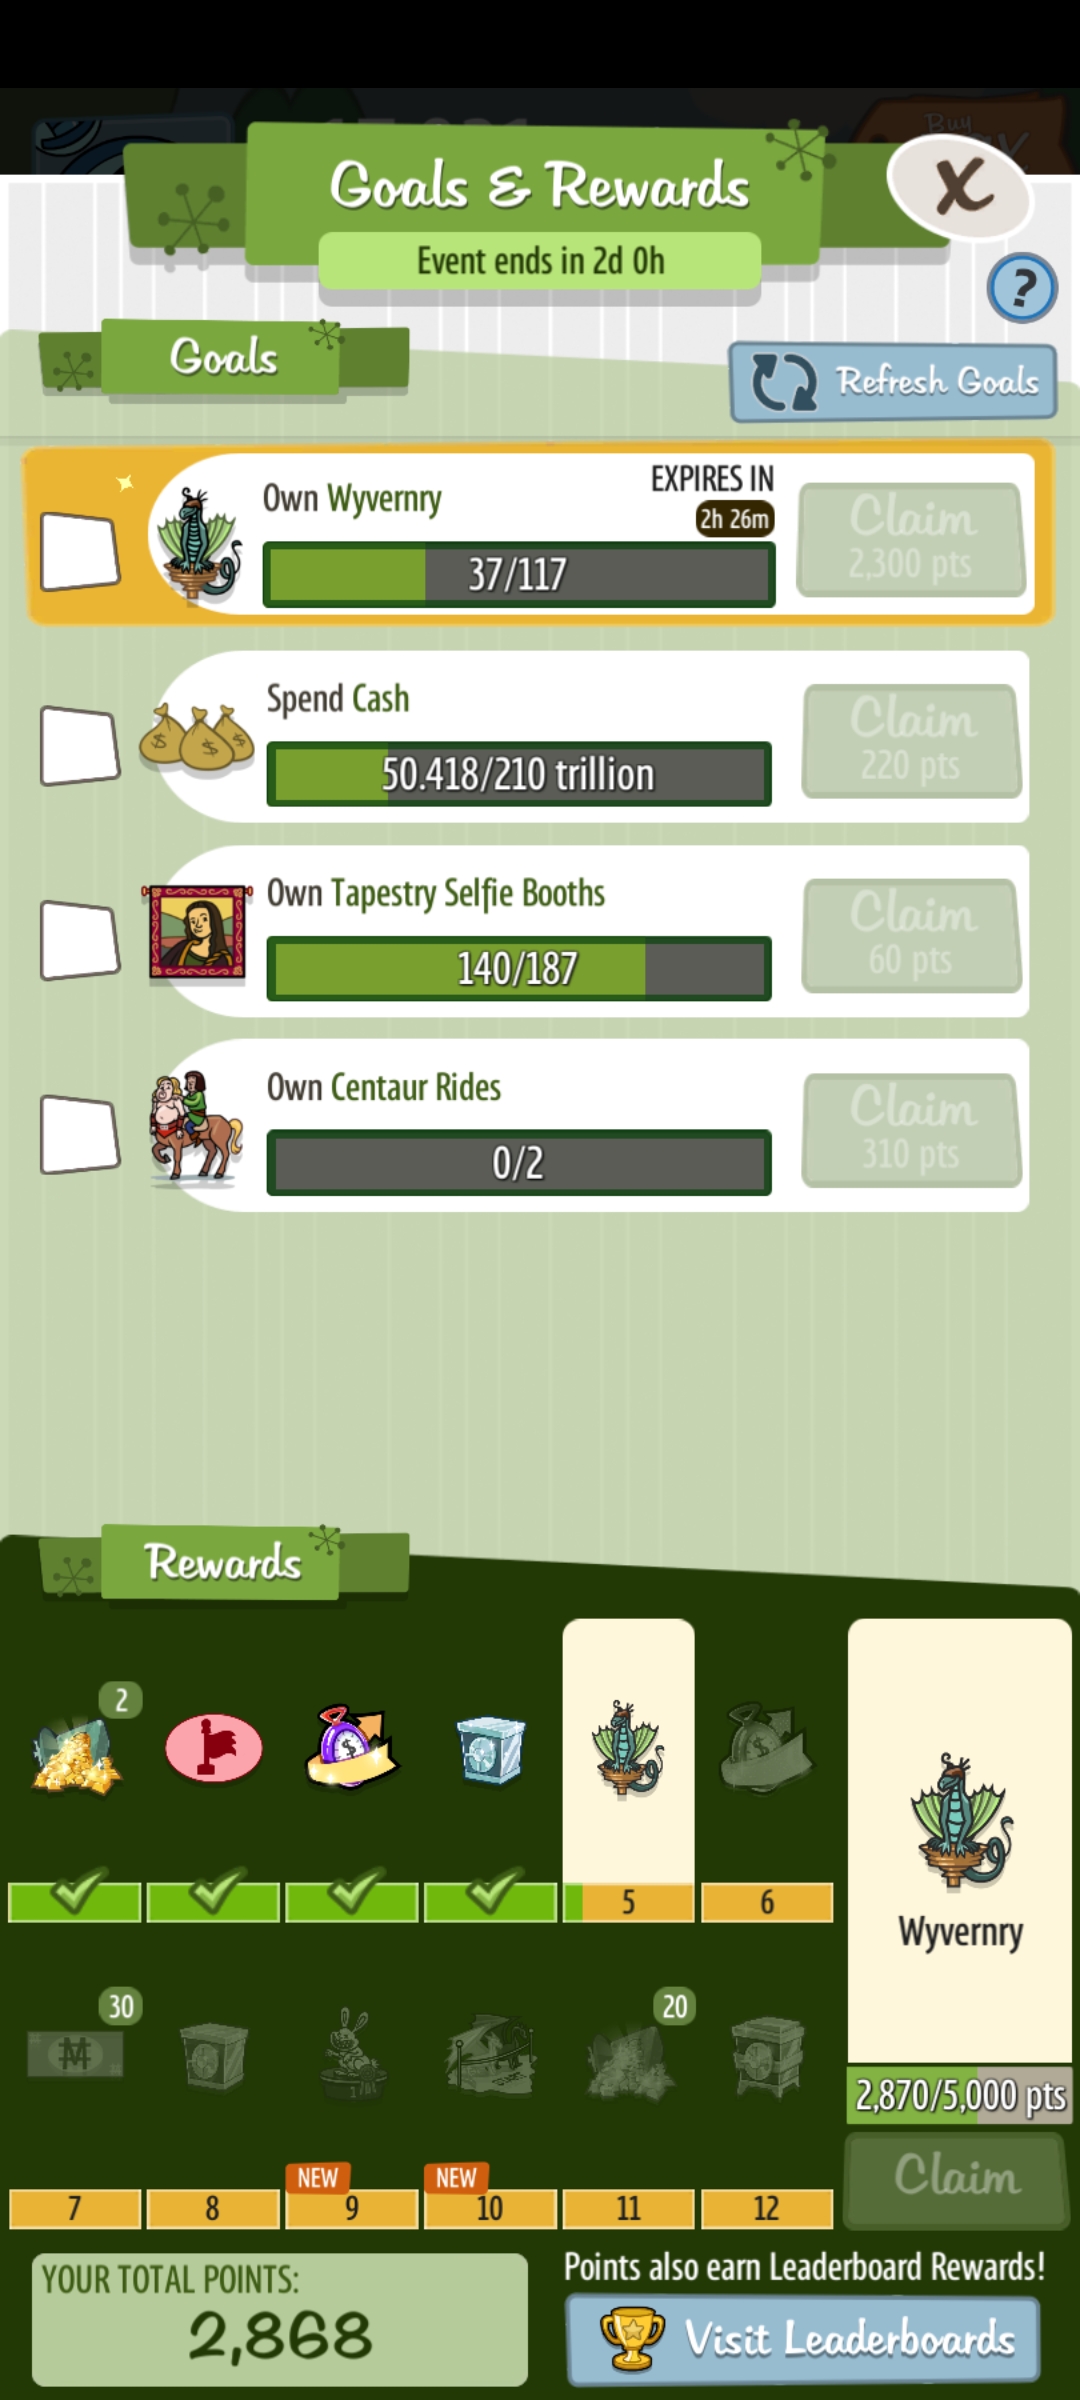 Buy
Goals & Rewards
X
Event ends in 2d 0h
?
Goals
Refresh Goals
Own Wyvernry
EXPIRES IN
2h 26m
37/117
Claim
2,300 pts
Spend Cash
50.418/210 trillion
Claim
220 pts
Own Tapestry Selfie Booths
140/187
Claim
60 pts
Own Centaur Rides
0/2
Claim
310 pts
Rewards
2
5
6
Wyvernry
30
20
2,870/5,000 pts
Claim
NEW
NEW
7
8
9
10
11
12
YOUR TOTAL POINTS:
2,868
Points also earn Leaderboard Rewards!
Visit Leaderboards